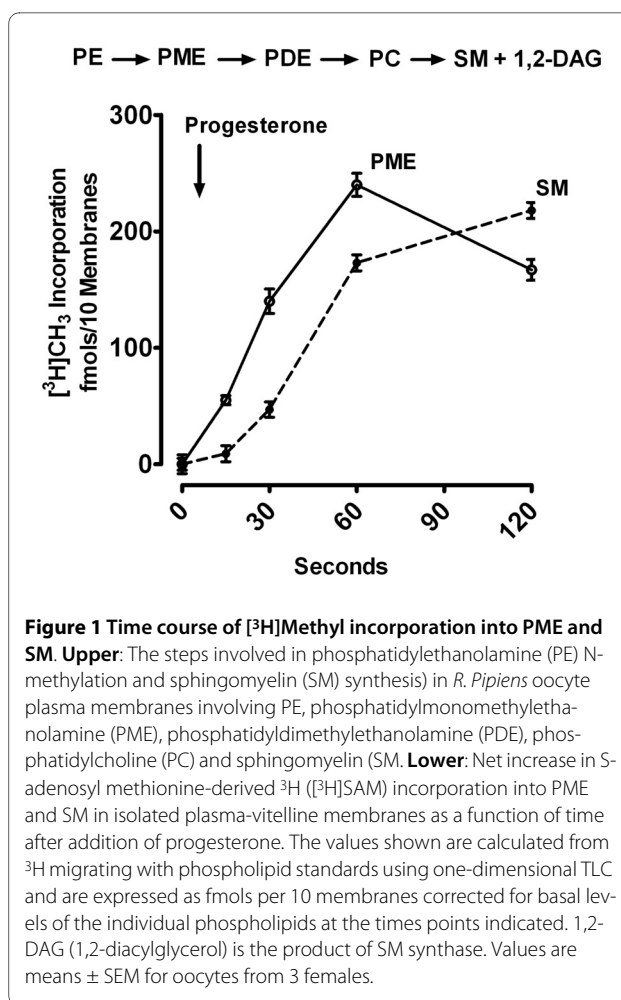 PE → PME → PDE → PC → SM + 1,2-DAG
300
Progesterone
PME
SM
200
[³H]CH₃ Incorporation
fmols/10 Membranes
100
0
0
30
60
90
120
Seconds
Figure 1 Time course of [³H]Methyl incorporation into PME and
SM. Upper: The steps involved in phosphatidylethanolamine (PE) N-
methylation and sphingomyelin (SM) synthesis) in R. Pipiens oocyte
plasma membranes involving PE, phosphatidylmonomethyletha-
nolamine (PME), phosphatidyldimethylethanolamine (PDE), phos-
phatidylcholine (PC) and sphingomyelin (SM. Lower: Net increase in S-
adenosyl methionine-derived ³H ([³H]SAM) incorporation into PME
and SM in isolated plasma-vitelline membranes as a function of time
after addition of progesterone. The values shown are calculated from
³H migrating with phospholipid standards using one-dimensional TLC
and are expressed as fmols per 10 membranes corrected for basal lev-
els of the individual phospholipids at the times points indicated. 1,2-
DAG (1,2-diacylglycerol) is the product of SM synthase. Values are
means ± SEM for oocytes from 3 females.